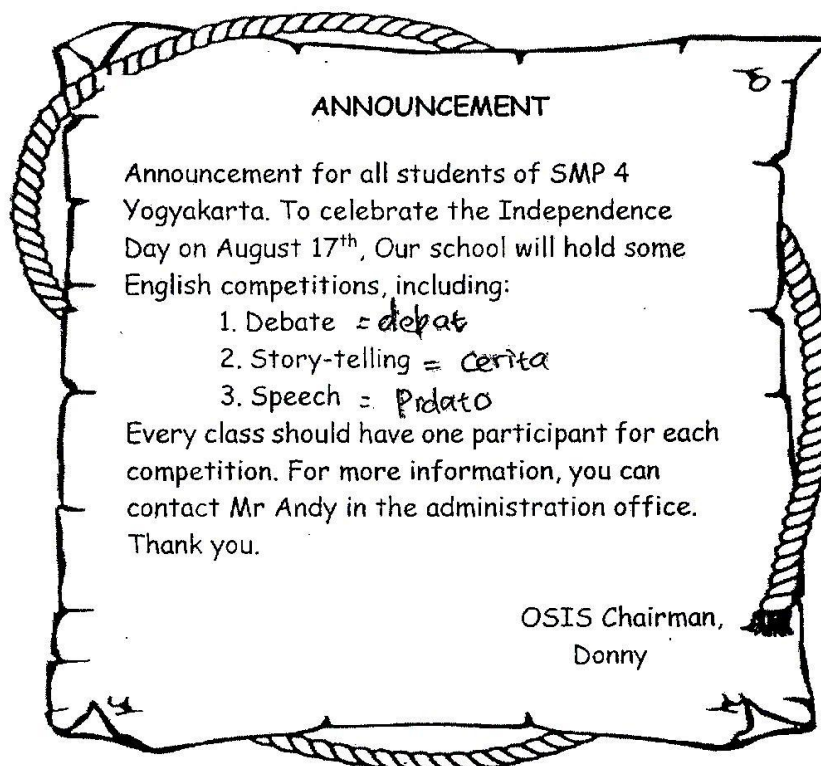 ANNOUNCEMENT
Announcement for all students of SMP 4
Yogyakarta. To celebrate the Independence
Day on August 17th, Our school will hold some
English competitions, including:
1. Debate = debat
2. Story-telling = cerita
3. Speech = Pidato
Every class should have one participant for each
competition. For more information, you can
contact Mr Andy in the administration office.
Thank you.
OSIS Chairman,
Donny